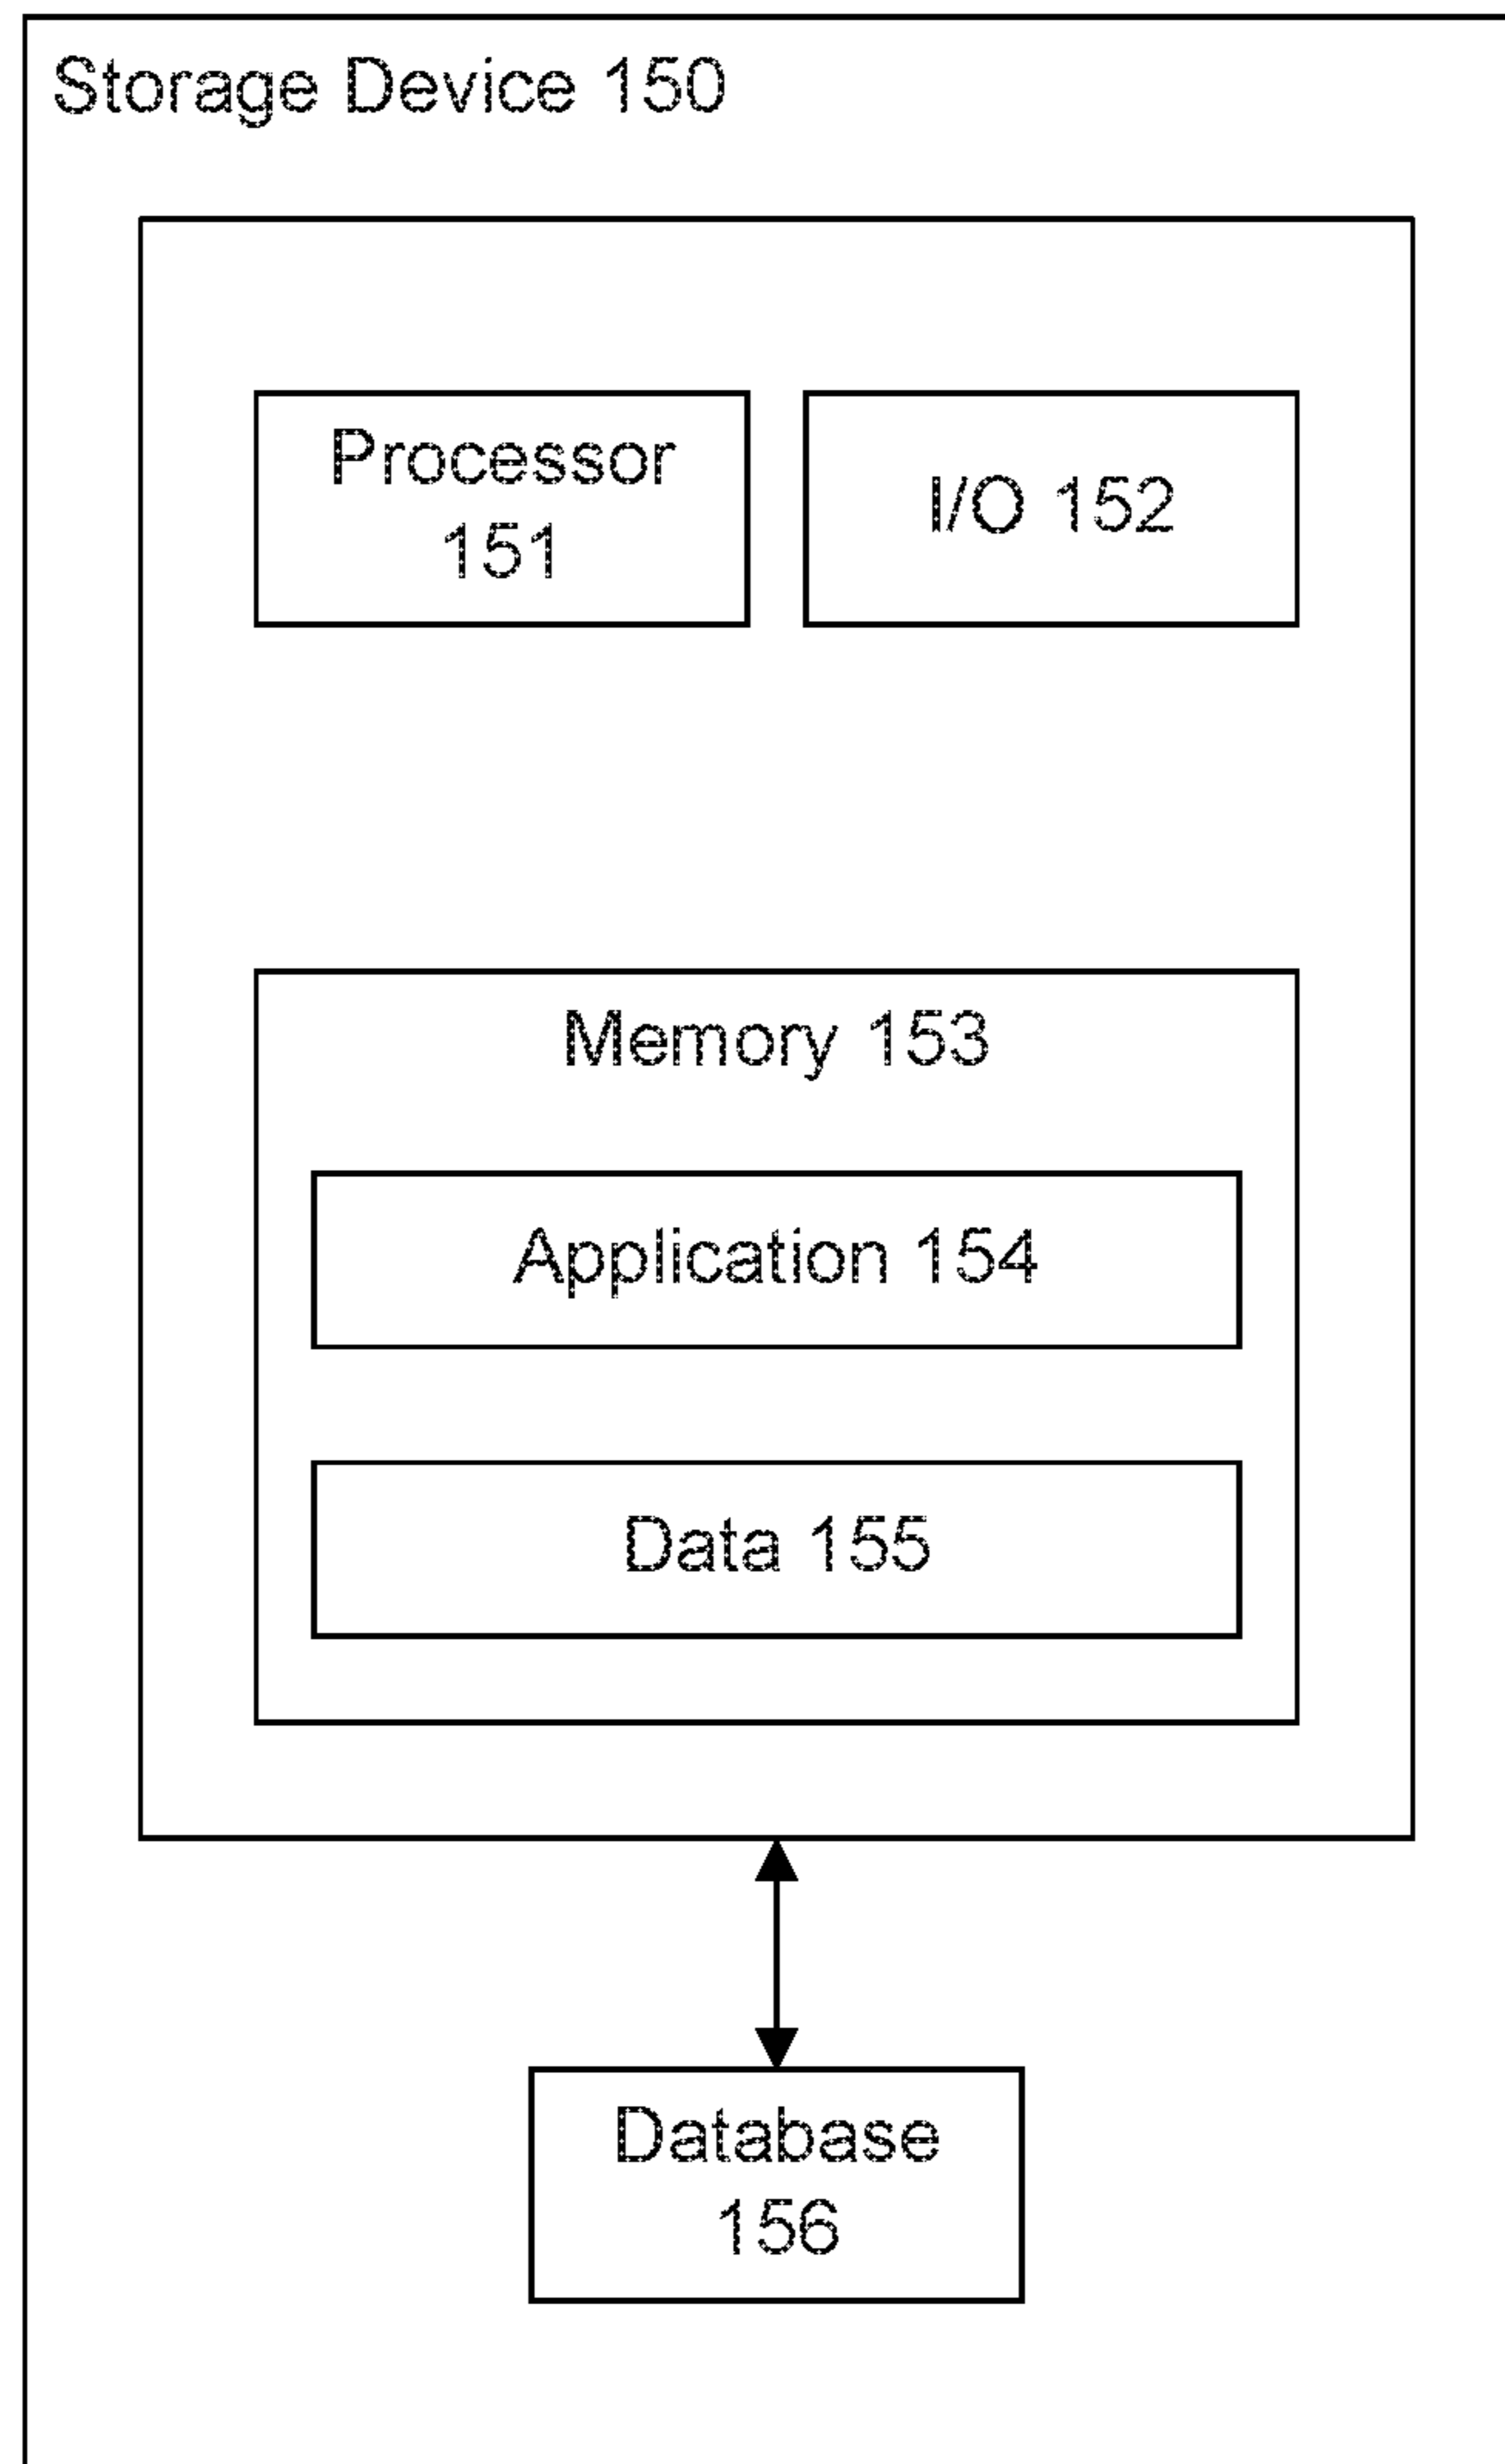 Storage Device 150
Processor
151
I/O 152
Memory 153
Application 154
Data 155
Database
156